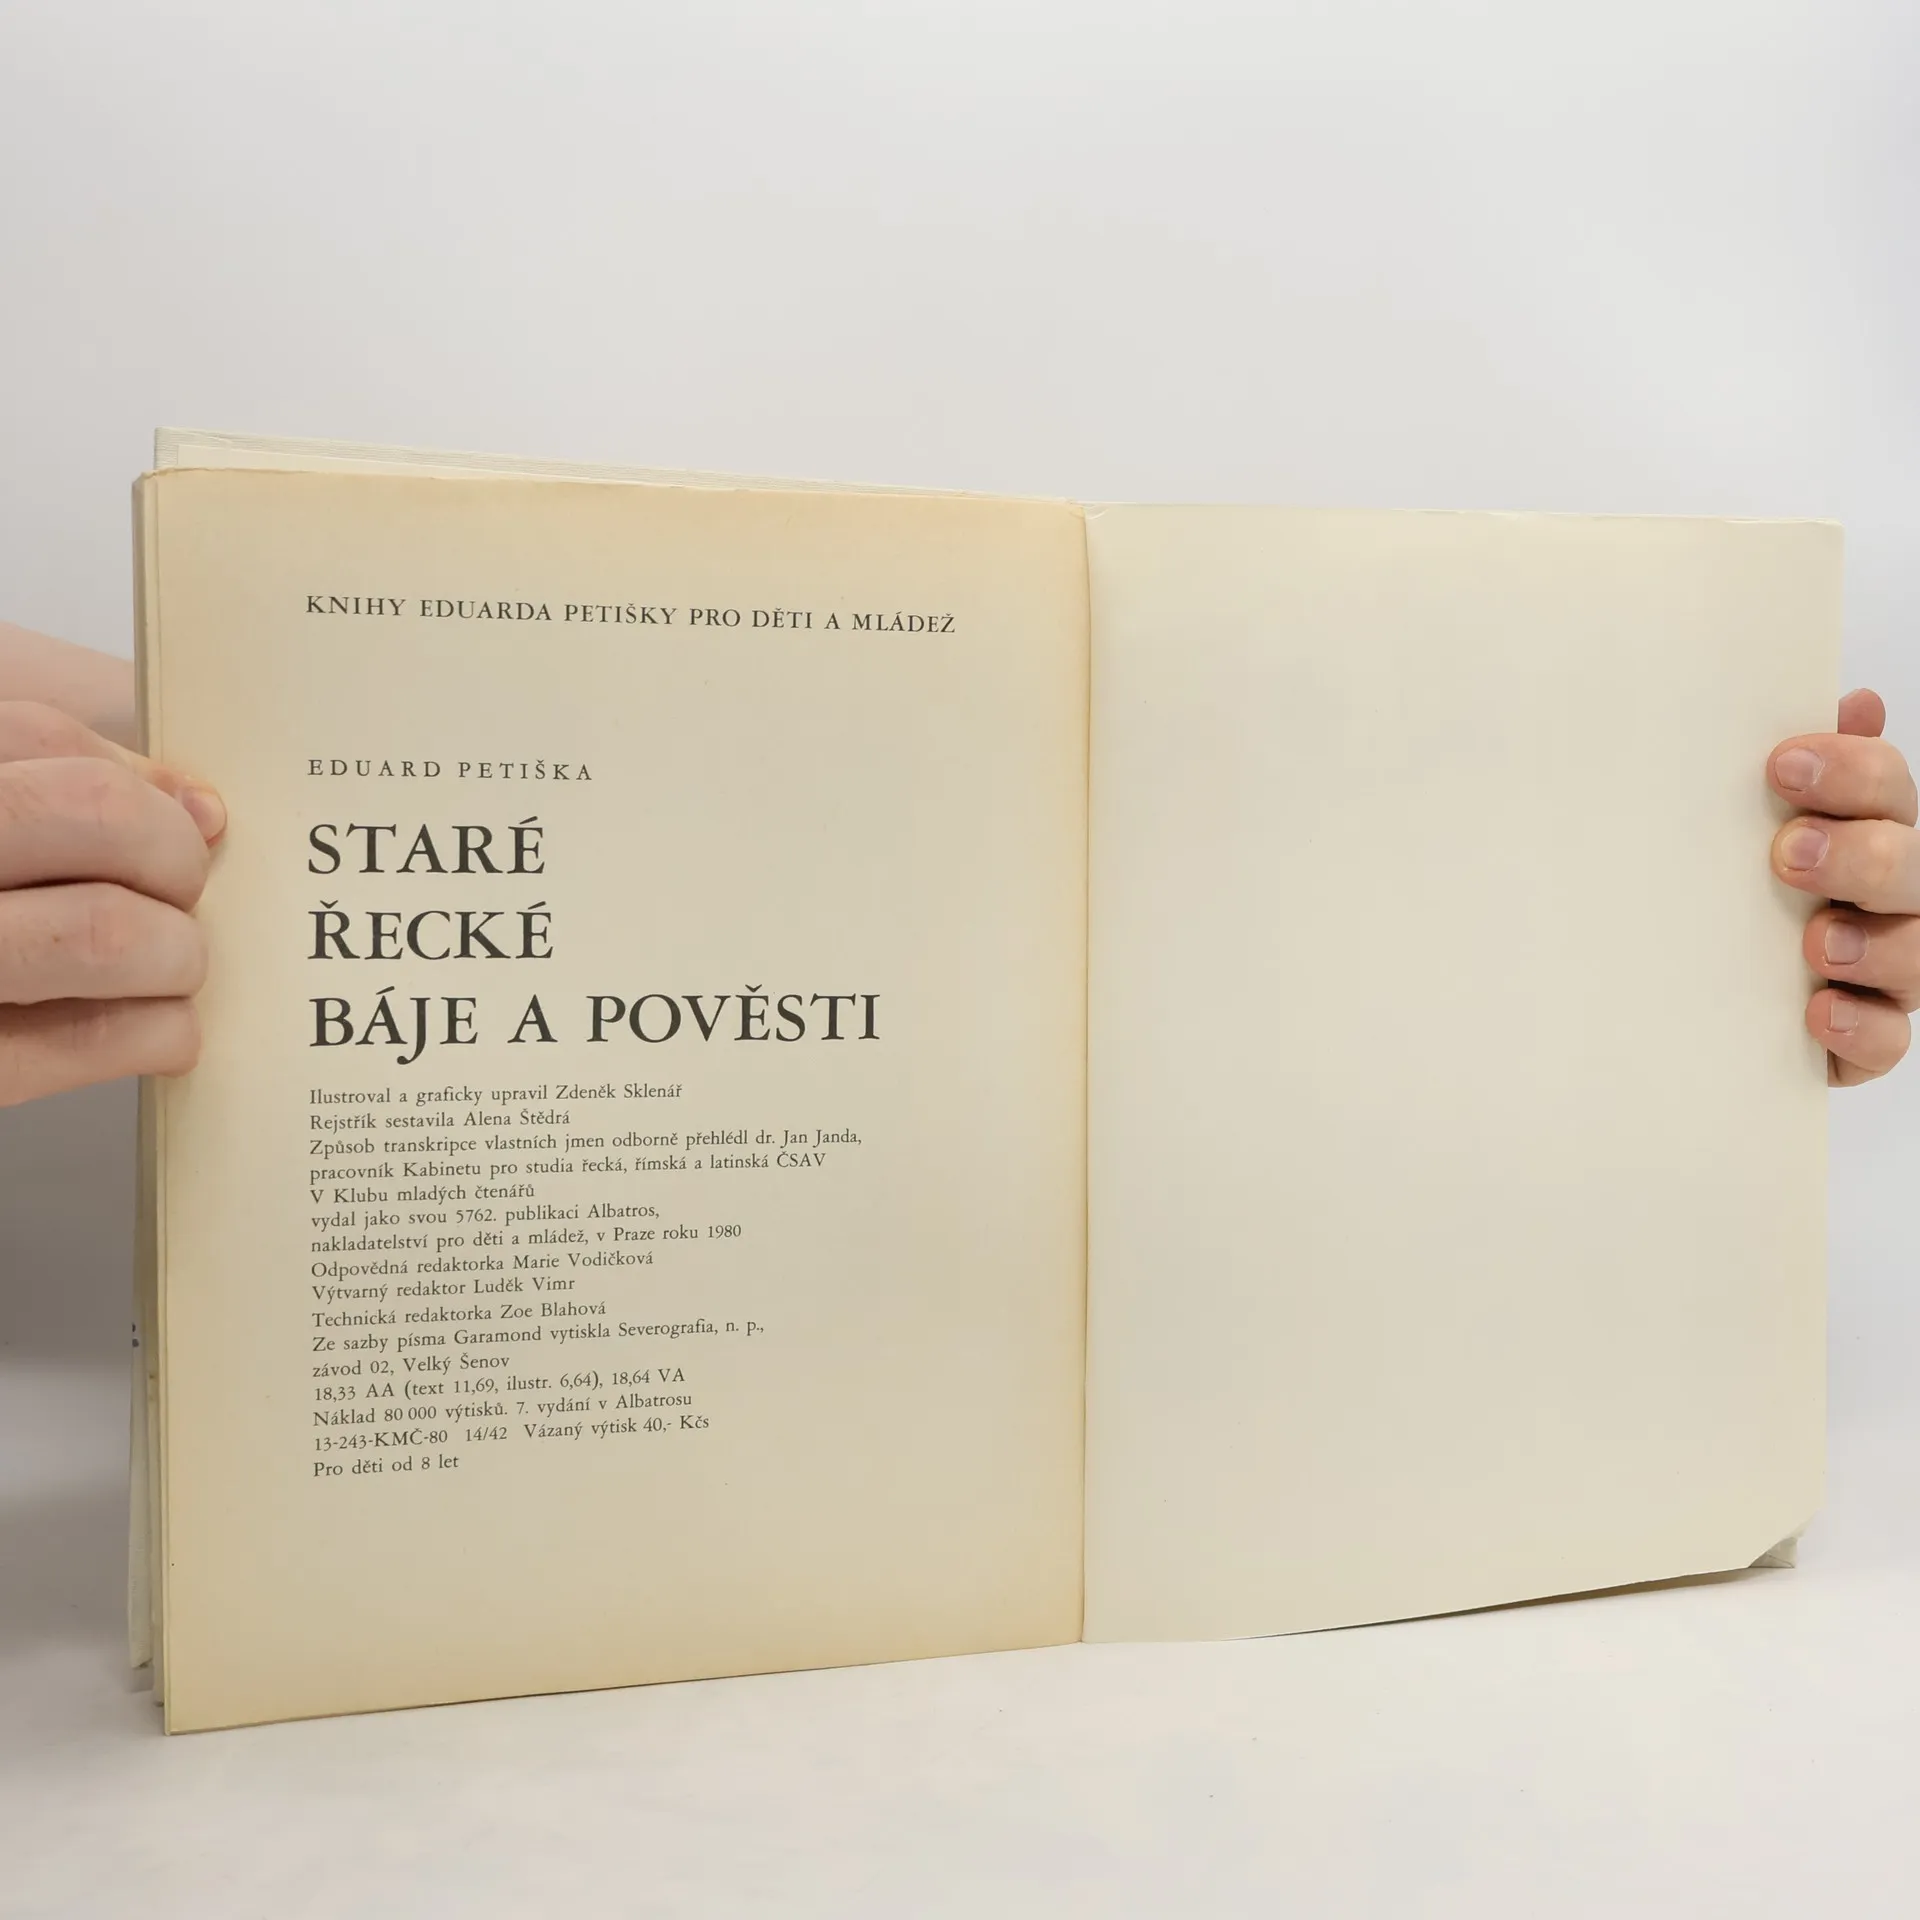 KNIHY EDUARDA PETIŠKY PRO DĚTI A MLÁDEŽ
EDUARD PETIŠKA
STARÉ
ŘECKÉ
BÁJE A POVĚSTI
Ilustroval a graficky upravil Zdeněk Sklenář
Rejstřík sestavila Alena Štědrá
Způsob transkripce vlastních jmen odborně přehlédl dr. Jan Janda,
pracovník Kabinetu pro studia řecká, římská a latinská ČSAV
V Klubu mladých čtenářů
vydal jako svou 5762. publikaci Albatros,
nakladatelství pro děti a mládež, v Praze roku 1980
Odpovědná redaktorka Marie Vodičková
Výtvarný redaktor Luděk Vimr
Technická redaktorka Zoe Blahová
Ze sazby písma Garamond vytiskla Severografia, n. p.,
závod 02, Velký Šenov
18,33 AA (text 11,69, ilustr. 6,64), 18,64 VA
Náklad 80 000 výtisků. 7. vydání v Albatrosu
13-243-KMČ-80 14/42 Vázaný výtisk 40,- Kčs
Pro děti od 8 let